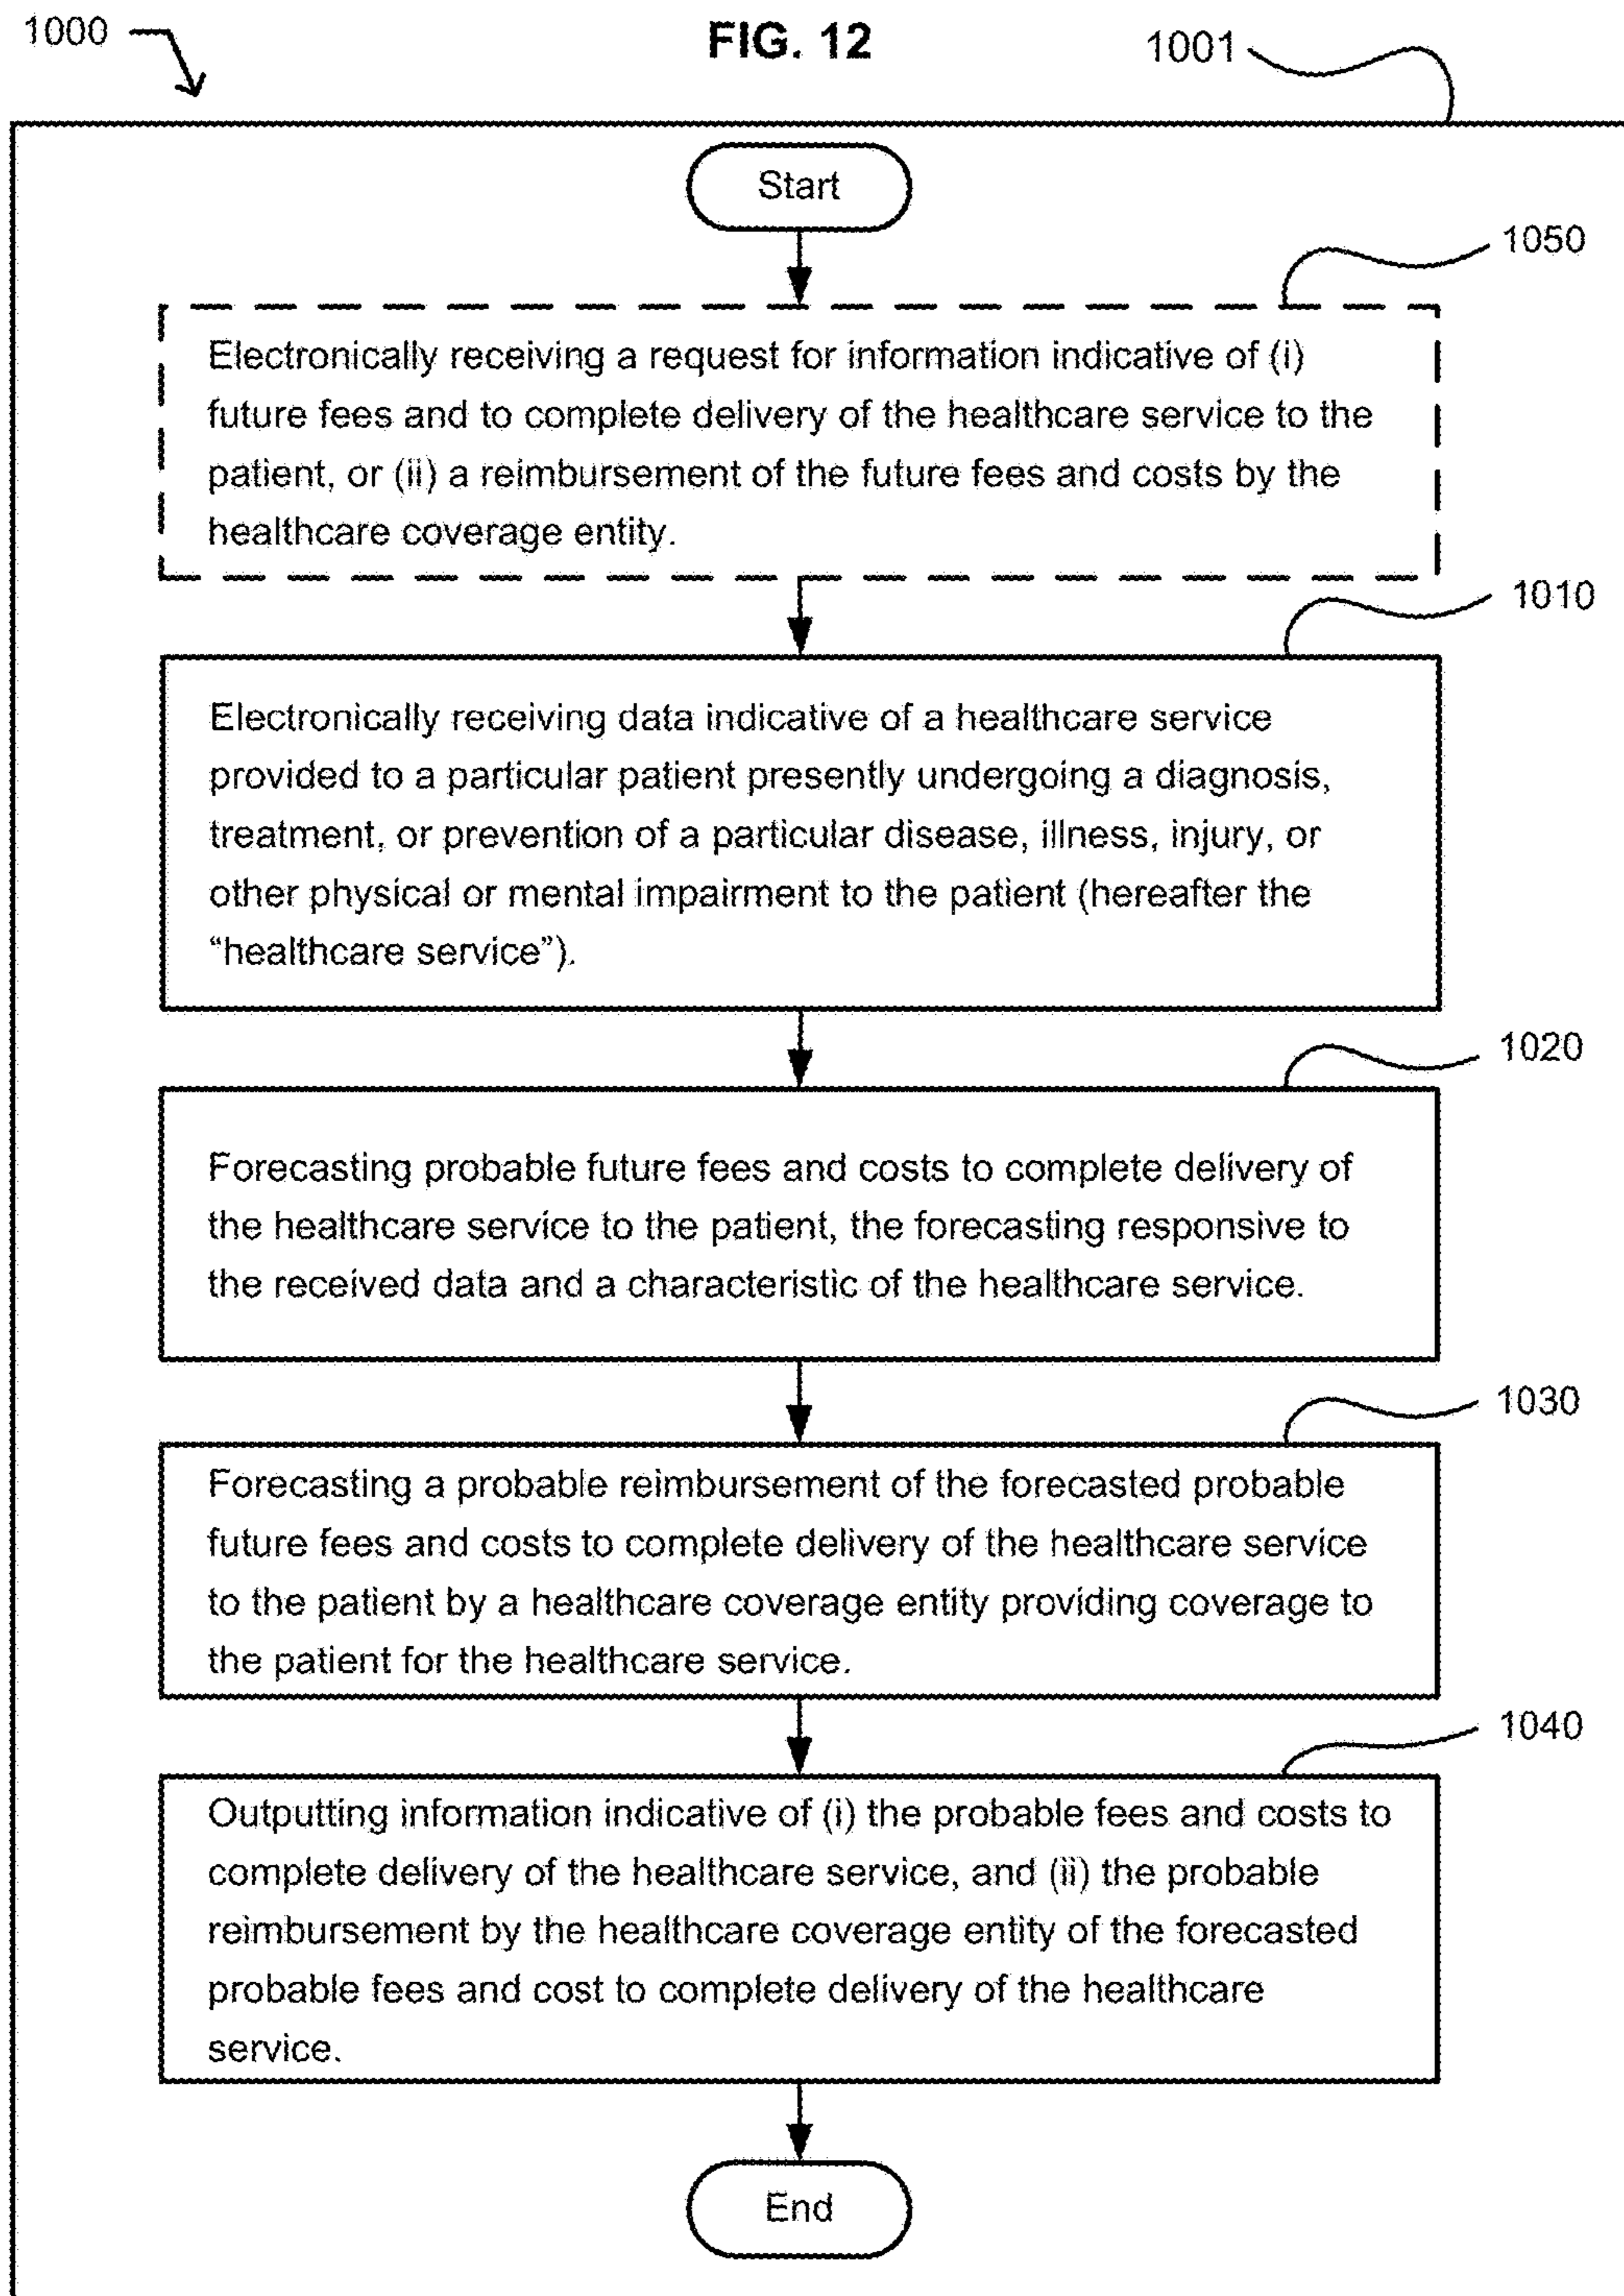 1000
FIG. 12
1001
Start
1050
Electronically receiving a request for information indicative of (i)
future fees and to complete delivery of the healthcare service to the
patient, or (ii) a reimbursement of the future fees and costs by the
healthcare coverage entity.
1010
Electronically receiving data indicative of a healthcare service
provided to a particular patient presently undergoing a diagnosis,
treatment, or prevention of a particular disease, illness, injury, or
other physical or mental impairment to the patient (hereafter the
“healthcare service”).
1020
Forecasting probable future fees and costs to complete delivery of
the healthcare service to the patient, the forecasting responsive to
the received data and a characteristic of the healthcare service.
1030
Forecasting a probable reimbursement of the forecasted probable
future fees and costs to complete delivery of the healthcare service
to the patient by a healthcare coverage entity providing coverage to
the patient for the healthcare service.
1040
Outputting information indicative of (i) the probable fees and costs to
complete delivery of the healthcare service, and (ii) the probable
reimbursement by the healthcare coverage entity of the forecasted
probable fees and cost to complete delivery of the healthcare
service.
End